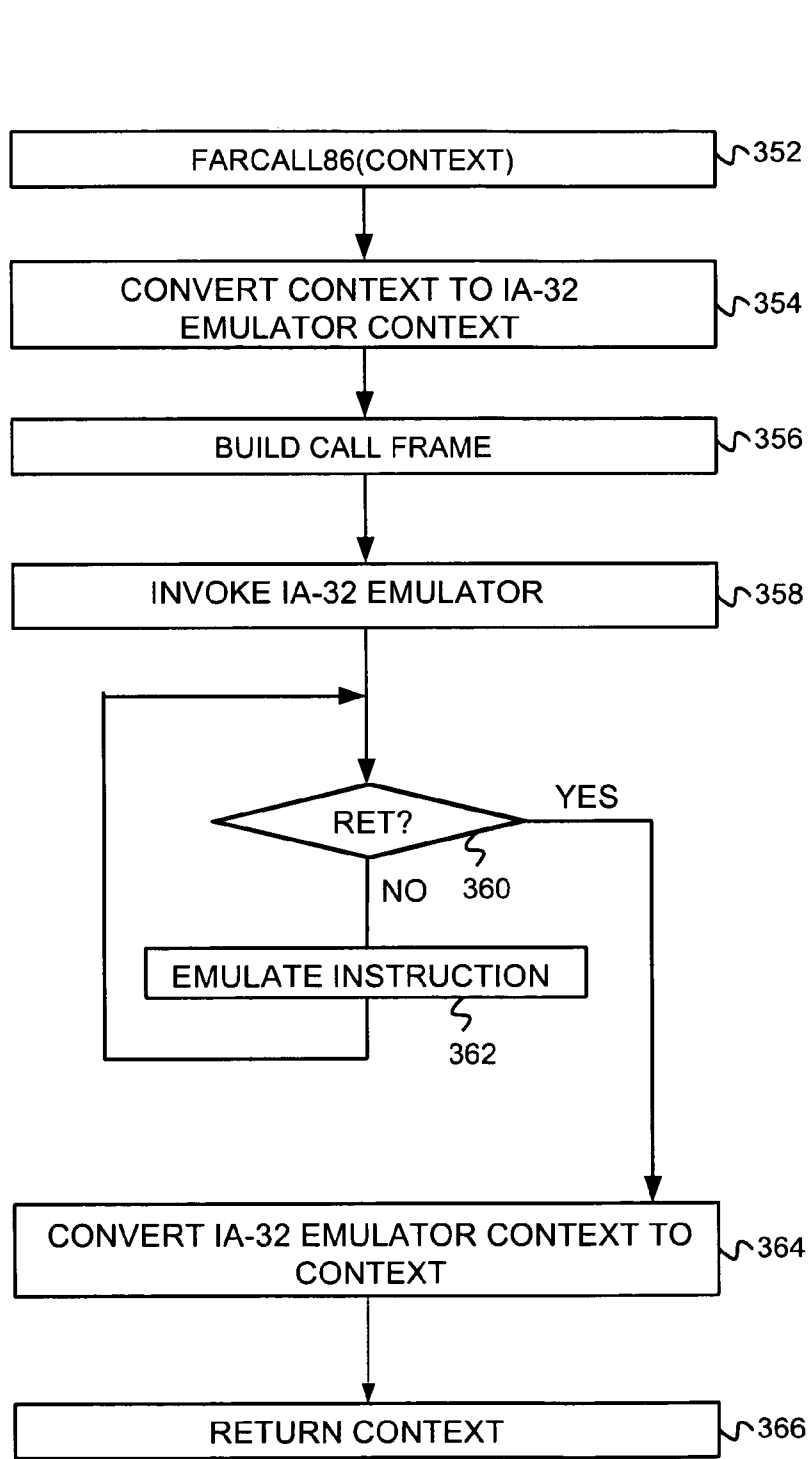 FARCALL86(CONTEXT)
352
CONVERT CONTEXT TO IA-32
EMULATOR CONTEXT
354
BUILD CALL FRAME
356
INVOKE IA-32 EMULATOR
358
RET?
YES
360
NO
EMULATE INSTRUCTION
362
CONVERT IA-32 EMULATOR CONTEXT TO
CONTEXT
364
RETURN CONTEXT
366